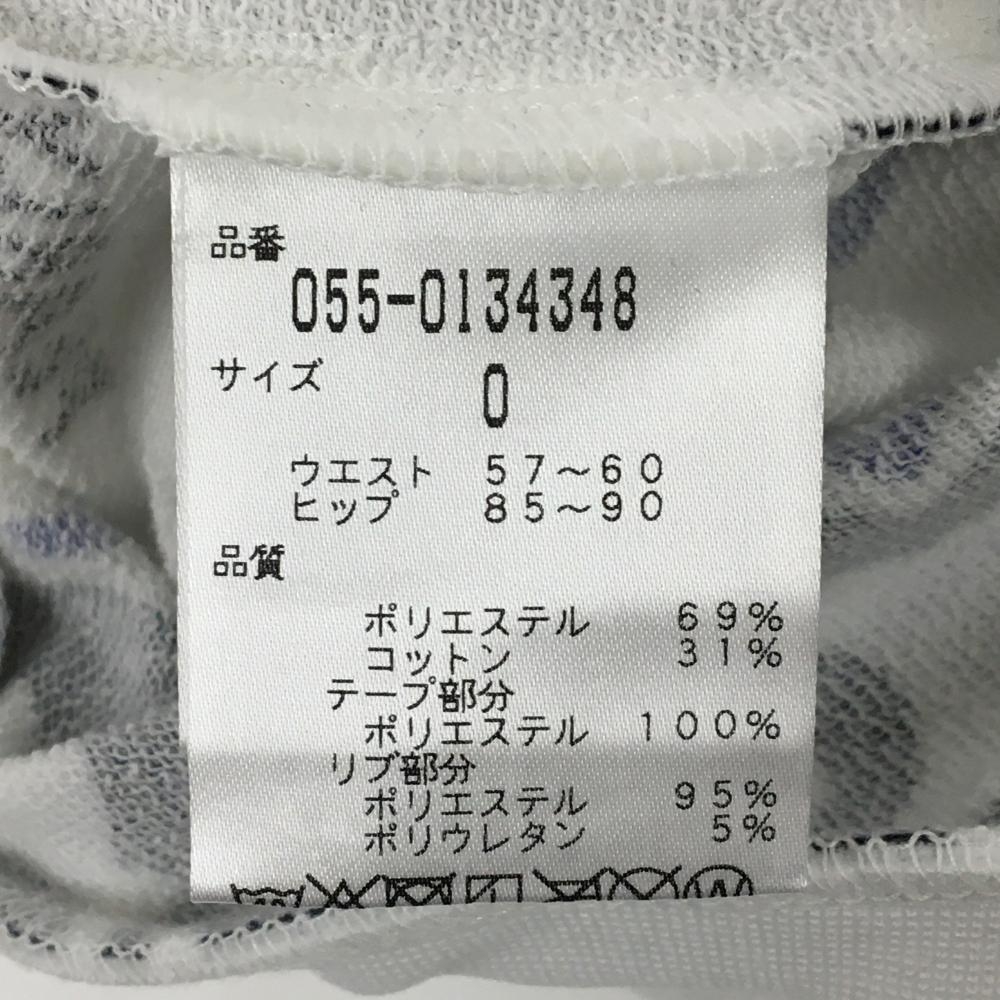 品番
055-0134348
サイズ 0
ウエスト 57～60
ヒップ 85～90
品質
ポリエステル 69%
コットン 31%
テープ部分
ポリエステル 100%
リブ部分
ポリエステル 95%
ポリウレタン 5%
W